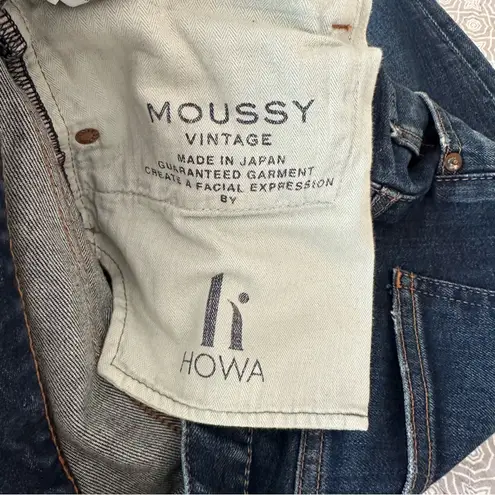 MOUSSY
VINTAGE
MADE IN JAPAN
GUARANTEED GARMENT
CREATE A FACIAL EXPRESSION
BY
HOWA